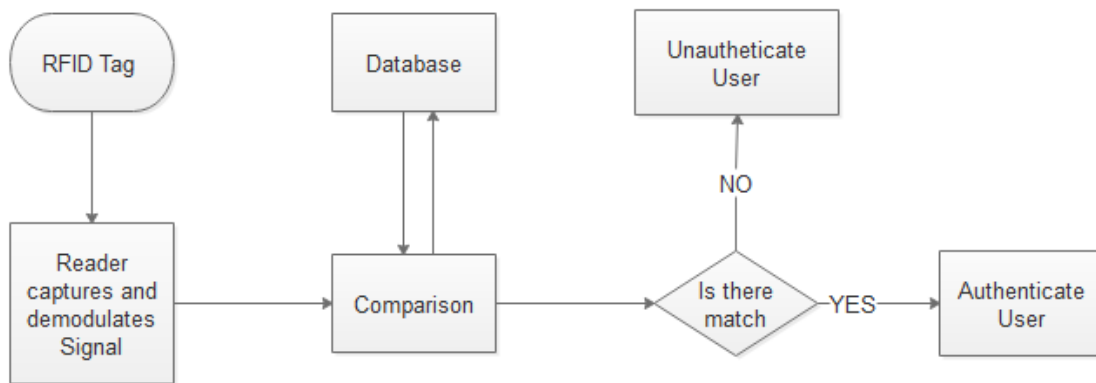 RFID Tag
Database
Unautheticate
User
NO
Reader
captures and
demodulates
Signal
Comparison
Is there
match
YES
Authenticate
User